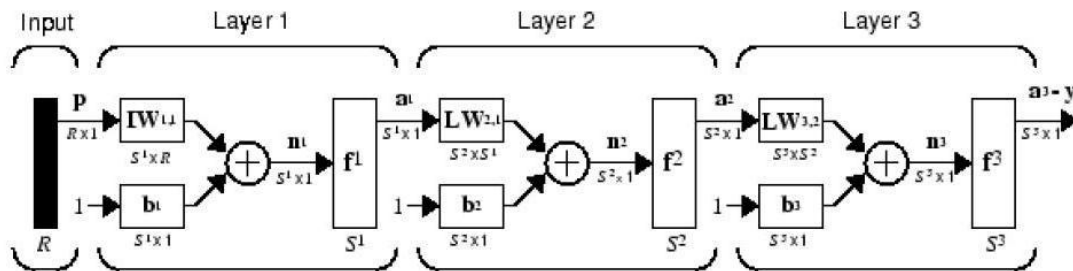 Input Layer 1 Layer 2 Layer 3
p a¹ a² a³ = y
IW¹,¹ LW²,¹ LW³,²
R x 1 S¹ x 1 S² x 1 S³ x 1
n¹ n² n³
S¹ x R S² x S¹ S³ x S²
f¹ f² f³
S¹ x 1 S² x 1 S³ x 1
1 b¹ 1 b² 1 b³
S¹ x 1 S² x 1 S³ x 1
R S¹ S² S³